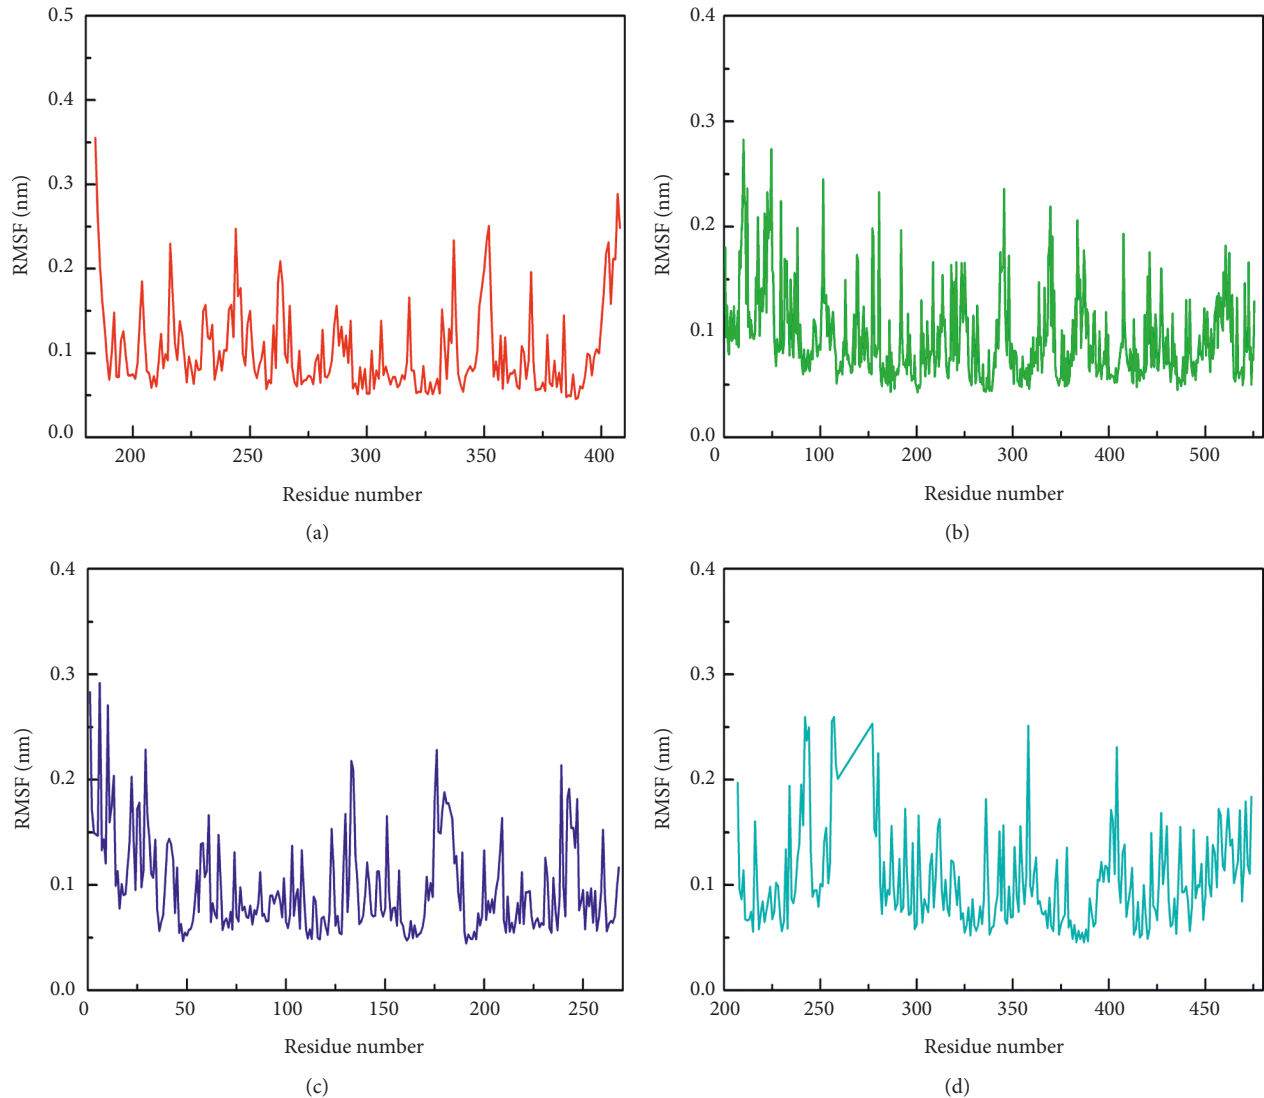 0.5
0.4
0.3
0.2
0.1
0.0
RMSF (nm)
200 250 300 350 400
Residue number
(a)
0.4
0.3
0.2
0.1
0.0
RMSF (nm)
0 100 200 300 400 500
Residue number
(b)
0.4
0.3
0.2
0.1
0.0
RMSF (nm)
0 50 100 150 200 250
Residue number
(c)
0.4
0.3
0.2
0.1
0.0
RMSF (nm)
200 250 300 350 400 450
Residue number
(d)